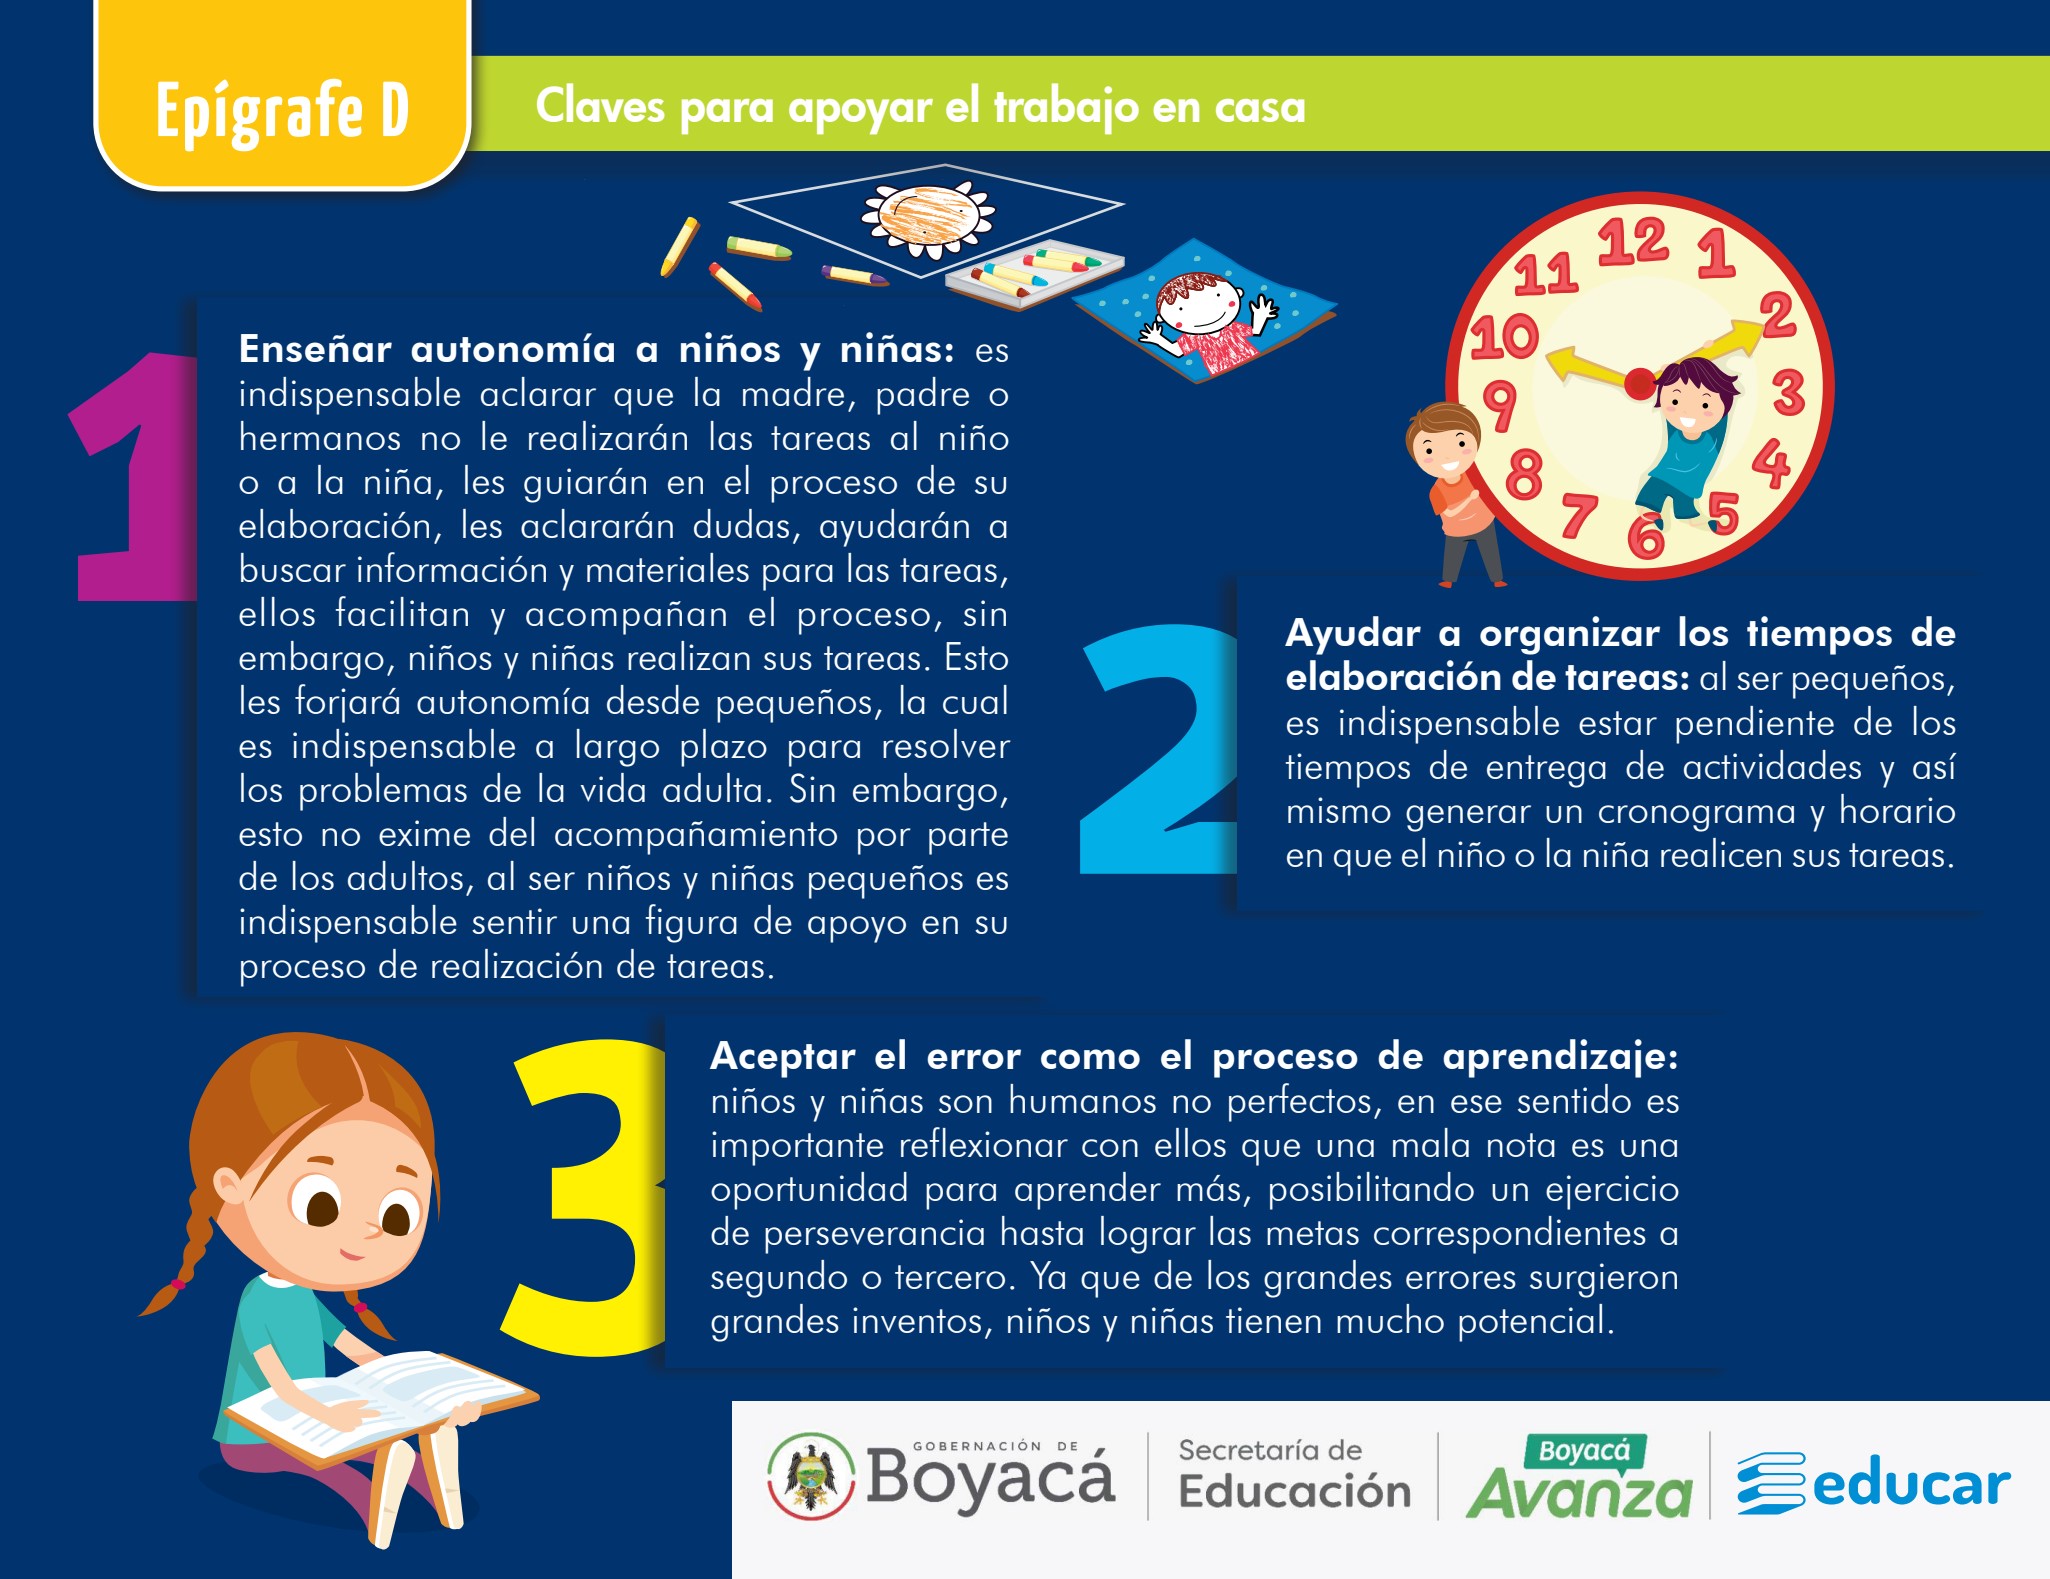 Epígrafe D
Claves para apoyar el trabajo en casa
1
Enseñar autonomía a niños y niñas: es
indispensable aclarar que la madre, padre o
hermanos no le realizarán las tareas al niño
o a la niña, les guiarán en el proceso de su
elaboración, les aclararán dudas, ayudarán a
buscar información y materiales para las tareas,
ellos facilitan y acompañan el proceso, sin
embargo, niños y niñas realizan sus tareas. Esto
les forjará autonomía desde pequeños, la cual
es indispensable a largo plazo para resolver
los problemas de la vida adulta. Sin embargo,
esto no exime del acompañamiento por parte
de los adultos, al ser niños y niñas pequeños es
indispensable sentir una figura de apoyo en su
proceso de realización de tareas.
12
1
2
3
4
5
6
7
8
9
10
11
2
Ayudar a organizar los tiempos de
elaboración de tareas: al ser pequeños,
es indispensable estar pendiente de los
tiempos de entrega de actividades y así
mismo generar un cronograma y horario
en que el niño o la niña realicen sus tareas.
3
Aceptar el error como el proceso de aprendizaje:
niños y niñas son humanos no perfectos, en ese sentido es
importante reflexionar con ellos que una mala nota es una
oportunidad para aprender más, posibilitando un ejercicio
de perseverancia hasta lograr las metas correspondientes a
segundo o tercero. Ya que de los grandes errores surgieron
grandes inventos, niños y niñas tienen mucho potencial.
GOBERNACIÓN DE
Boyacá
Secretaría de
Educación
Boyacá
Avanza
educar